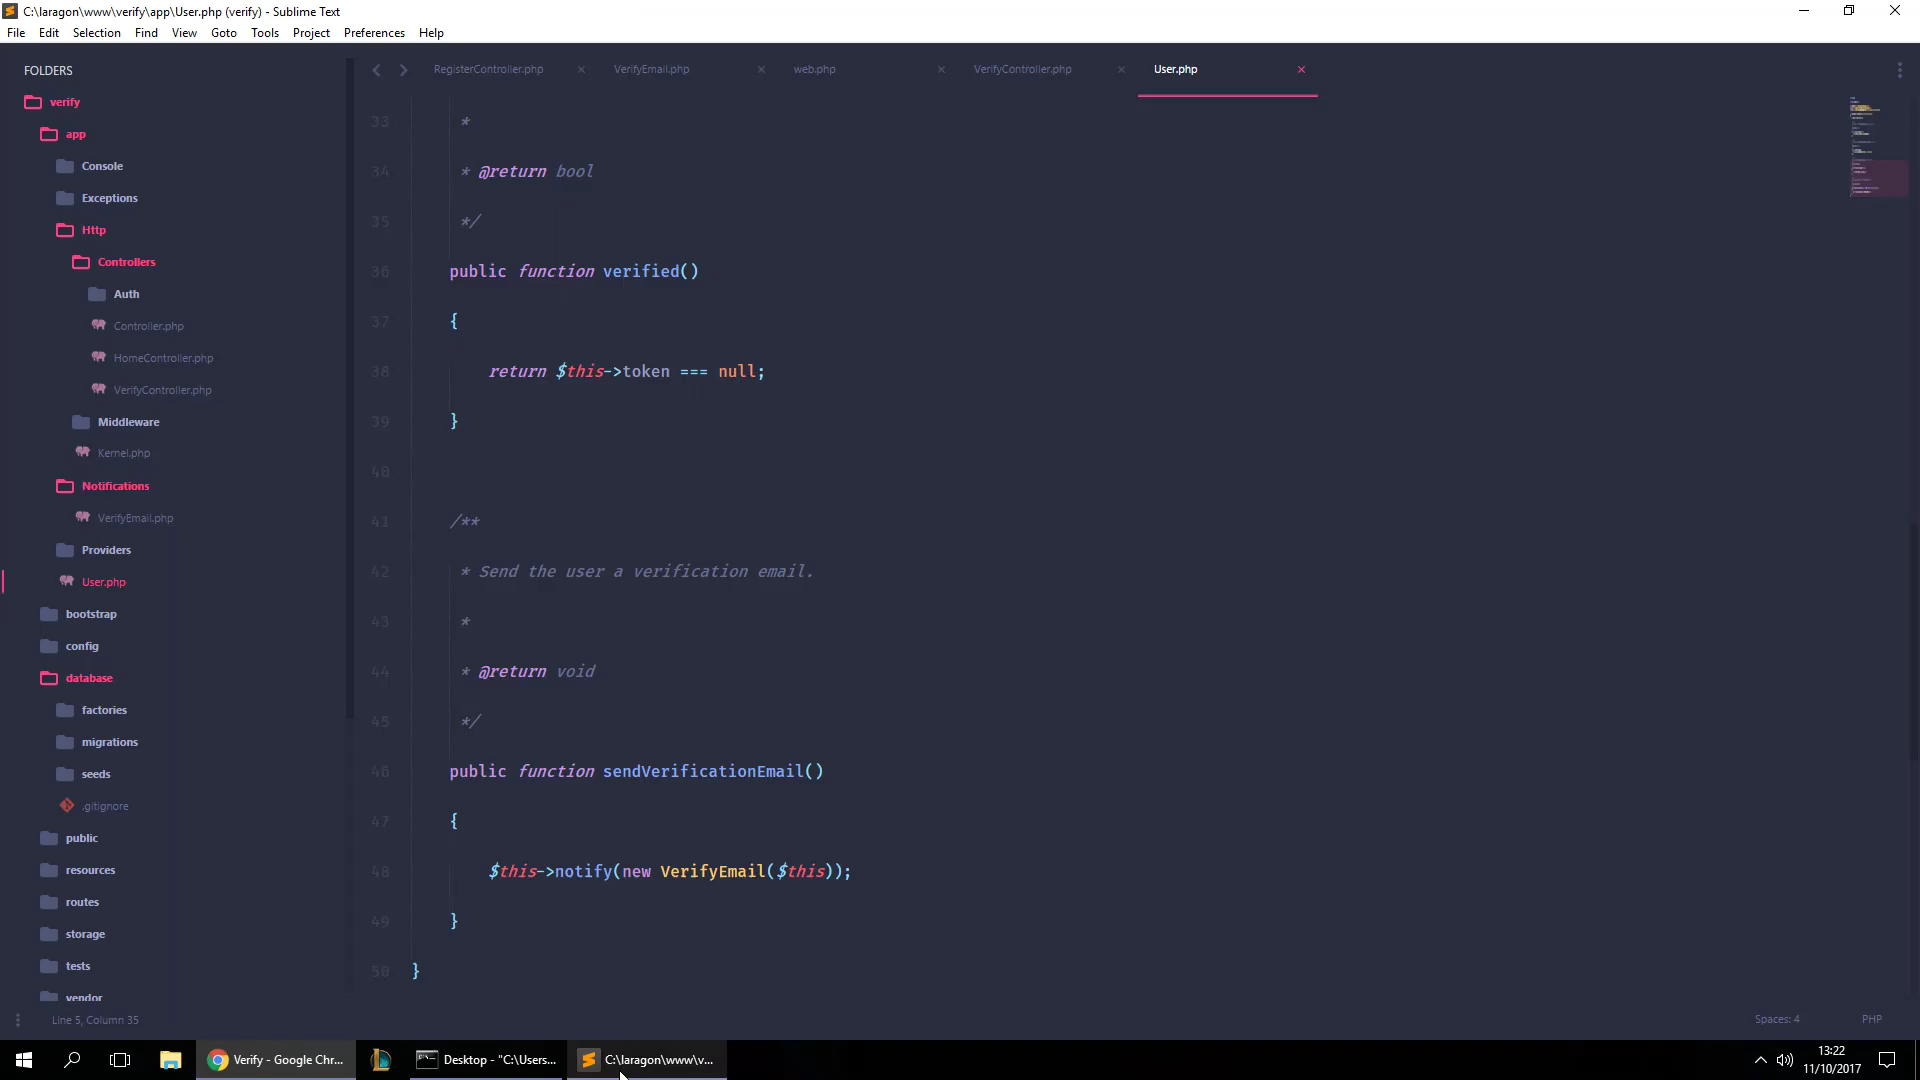 C:\laragon\www\verify\app\User.php (verify) - Sublime Text
File Edit Selection Find View Goto Tools Project Preferences Help
FOLDERS
verify
app
Console
Exceptions
Http
Controllers
Auth
Controller.php
HomeController.php
VerifyController.php
Middleware
Kernel.php
Notifications
VerifyEmail.php
Providers
User.php
bootstrap
config
database
factories
migrations
seeds
.gitignore
public
resources
routes
storage
tests
vendor
RegisterController.php VerifyEmail.php web.php VerifyController.php User.php
33 *
34 * @return bool
35 */
36 public function verified()
37 {
38 return $this->token === null;
39 }
40
41 /**
42 * Send the user a verification email.
43 *
44 * @return void
45 */
46 public function sendVerificationEmail()
47 {
48 $this->notify(new VerifyEmail($this));
49 }
50 }
Line 5, Column 35
Spaces: 4 PHP
Verify - Google Chr... Desktop - "C:\Users... C:\laragon\www\v...
13:22
11/10/2017